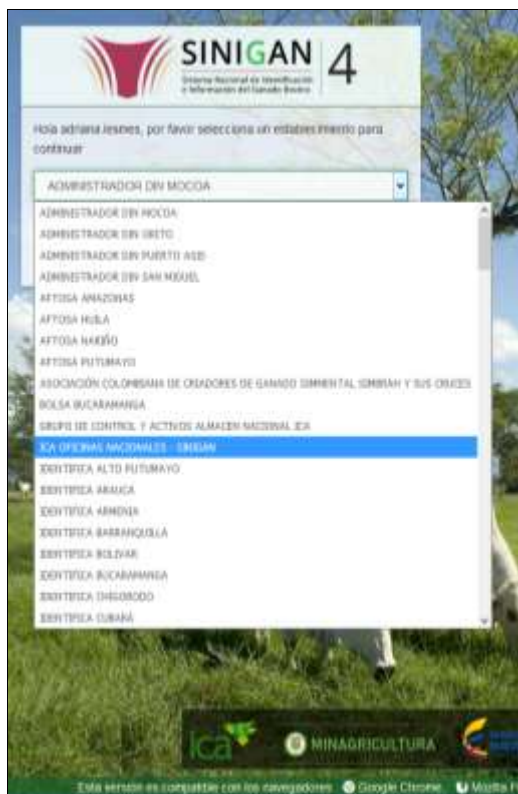 SINIGAN 4
Sistema Nacional de Identificación
e Información del Ganado Bovino
Hola adriana lesmes, por favor selecciona un establecimiento para
continuar
ADMINISTRADOR DIN MOCOA
ADMINISTRADOR DIN MOCOA
ADMINISTRADOR DIN ORITO
ADMINISTRADOR DIN PUERTO ASIS
ADMINISTRADOR DIN SAN MIGUEL
AFTOSA AMAZONAS
AFTOSA HUILA
AFTOSA NARIÑO
AFTOSA PUTUMAYO
ASOCIACIÓN COLOMBIANA DE CRIADORES DE GANADO SIMMENTAL SIMBRAH Y SUS CRUCES
BOLSA BUCARAMANGA
GRUPO DE CONTROL Y ACTIVOS ALMACEN NACIONAL ICA
ICA OFICINAS NACIONALES - SINIGAN
IDENTIFICA ALTO PUTUMAYO
IDENTIFICA ARAUCA
IDENTIFICA ARMENIA
IDENTIFICA BARRANQUILLA
IDENTIFICA BOLIVAR
IDENTIFICA BUCARAMANGA
IDENTIFICA CHIGORODO
IDENTIFICA CUBARÁ
ica MINAGRICULTURA
Esta versión es compatible con los navegadores Google Chrome Mozilla F